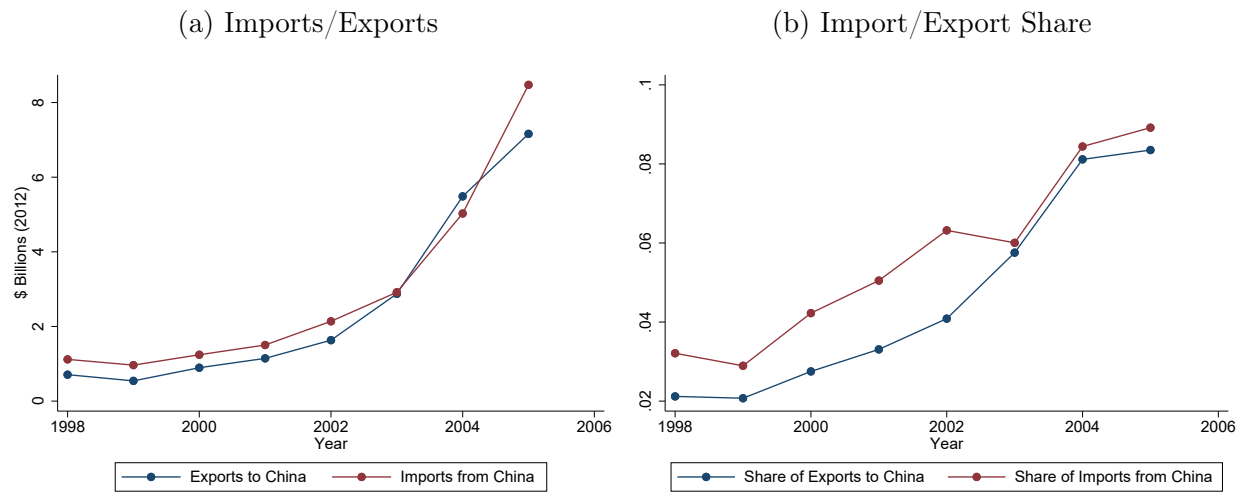 (a) Imports/Exports
8
6
4
2
0
$ Billions (2012)
1998 2000 2002 2004 2006
Year
Exports to China Imports from China
(b) Import/Export Share
.1
.08
.06
.04
.02
1998 2000 2002 2004 2006
Year
Share of Exports to China Share of Imports from China